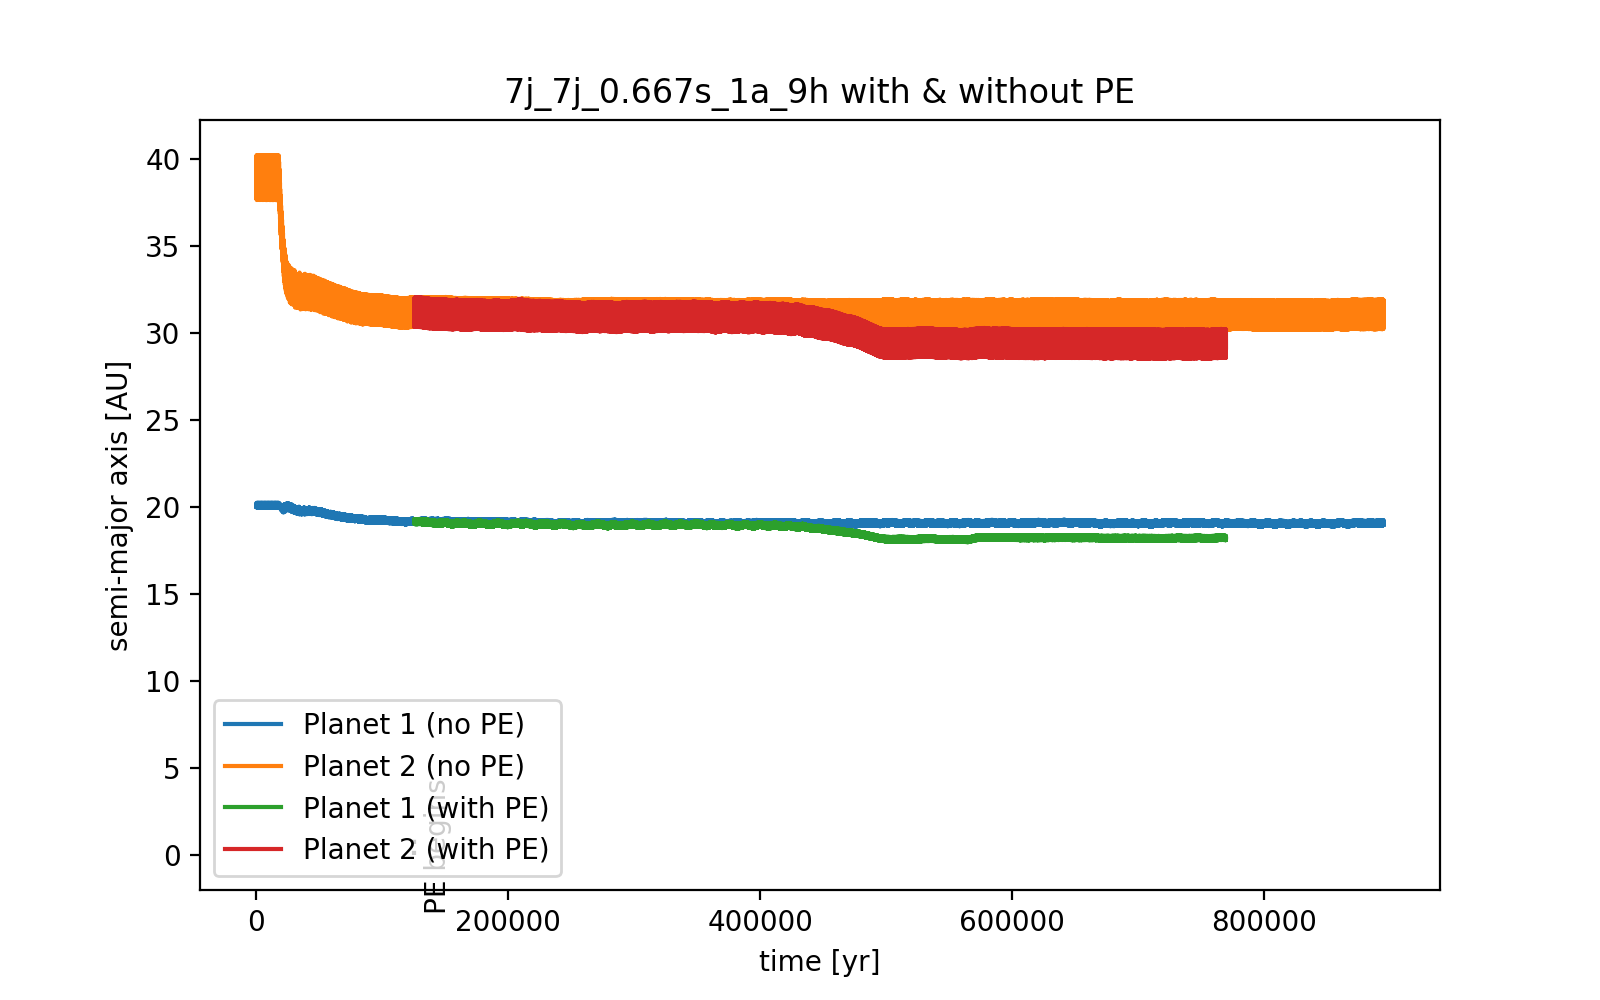 7j_7j_0.667s_1a_9h with & without PE
semi-major axis [AU]
40
35
30
25
20
15
10
5
0
Planet 1 (no PE)
Planet 2 (no PE)
Planet 1 (with PE)
Planet 2 (with PE)
PE begins
0
200000
400000
600000
800000
time [yr]